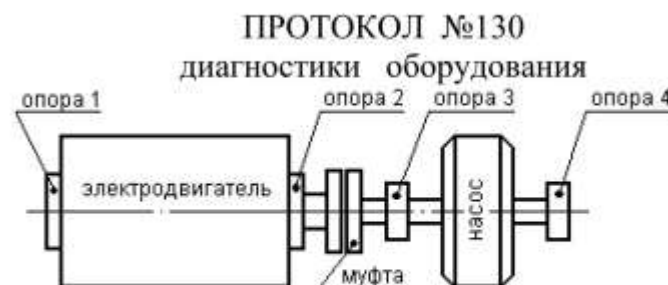 ПРОТОКОЛ №130
диагностики оборудования
опора 1
опора 2
опора 3
опора 4
электродвигатель
насос
муфта